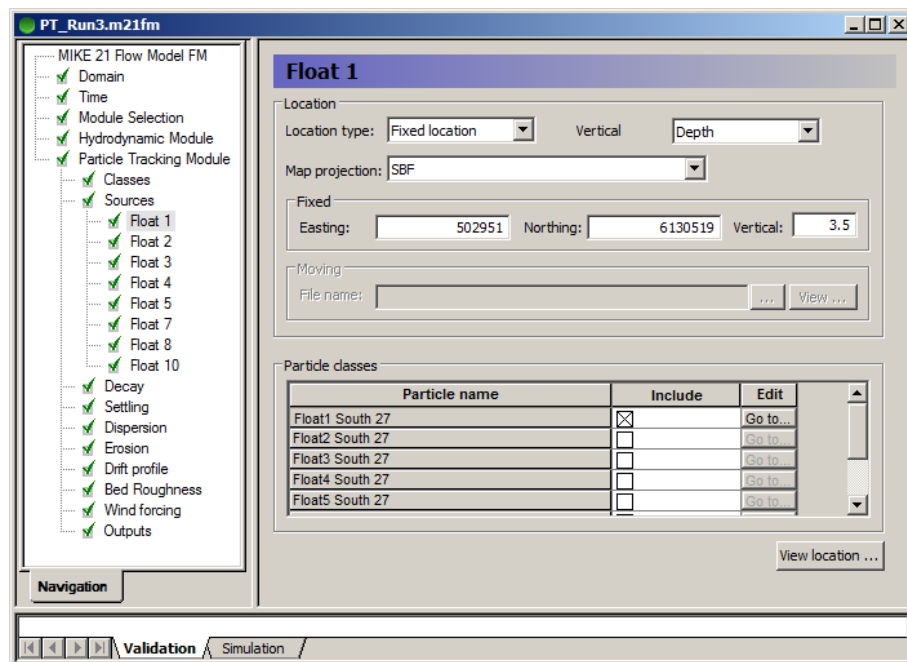 PT_Run3.m21fm
MIKE 21 Flow Model FM
Domain
Time
Module Selection
Hydrodynamic Module
Particle Tracking Module
Classes
Sources
Float 1
Float 2
Float 3
Float 4
Float 5
Float 7
Float 8
Float 10
Decay
Settling
Dispersion
Erosion
Drift profile
Bed Roughness
Wind forcing
Outputs
Navigation
Float 1
Location
Location type: Fixed location Vertical Depth
Map projection: SBF
Fixed
Easting: 502951 Northing: 6130519 Vertical: 3.5
Moving
File name: ... View ...
Particle classes
Particle name Include Edit
Float1 South 27 Go to...
Float2 South 27 Go to...
Float3 South 27 Go to...
Float4 South 27 Go to...
Float5 South 27 Go to...
View location ...
Validation Simulation